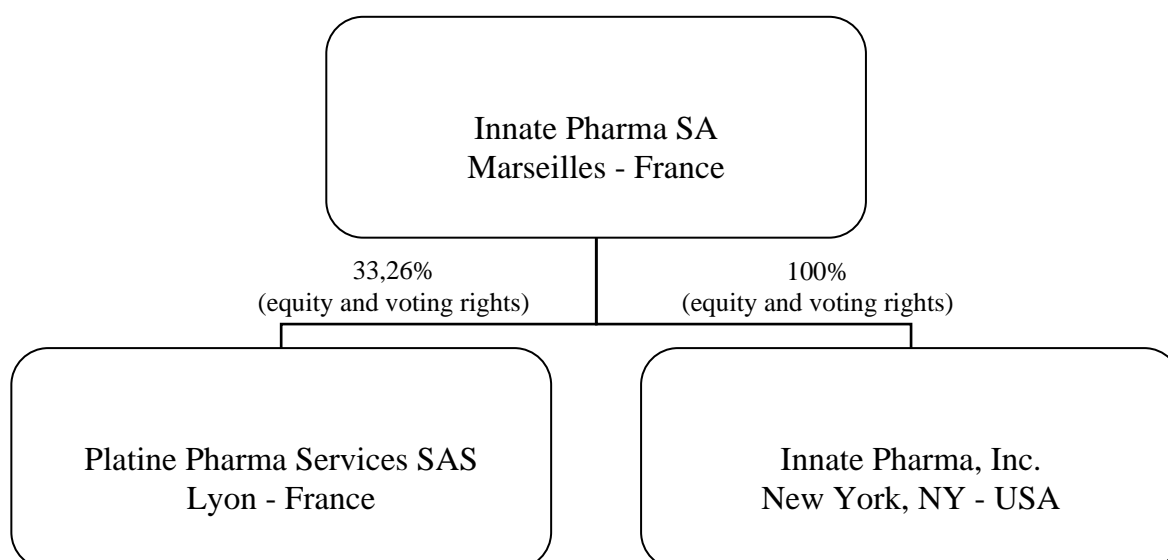 Innate Pharma SA
Marseilles - France
33,26%
(equity and voting rights)
100%
(equity and voting rights)
Platine Pharma Services SAS
Lyon - France
Innate Pharma, Inc.
New York, NY - USA